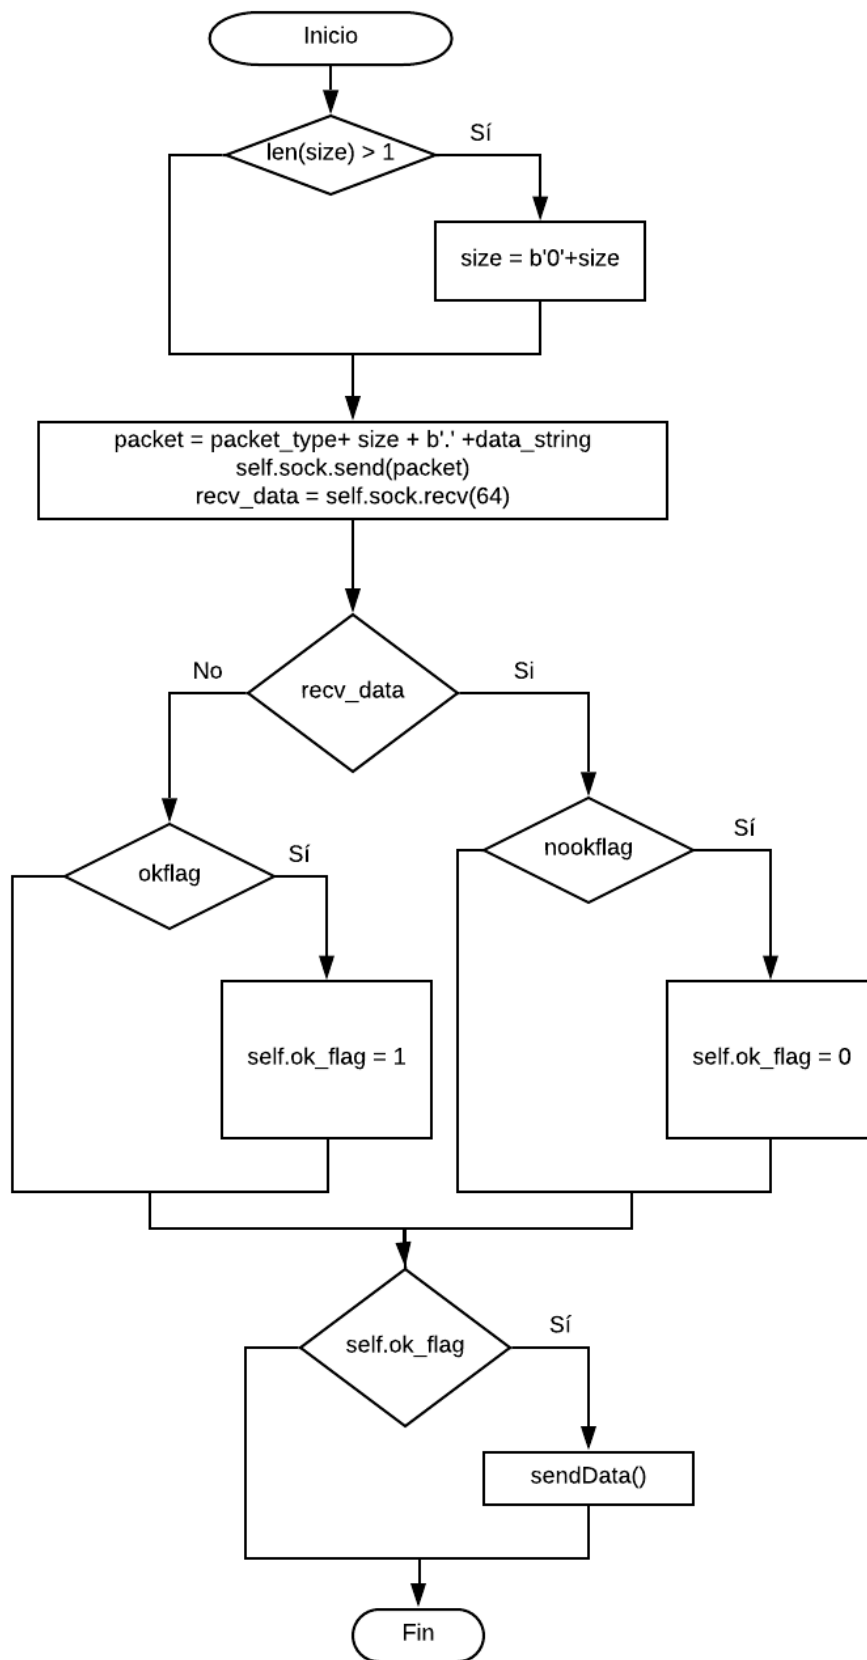 Inicio
len(size) > 1
Sí
size = b'0'+size
packet = packet_type+ size + b'.' +data_string
self.sock.send(packet)
recv_data = self.sock.recv(64)
No
recv_data
Si
okflag
Sí
nookflag
Sí
self.ok_flag = 1
self.ok_flag = 0
self.ok_flag
Sí
sendData()
Fin